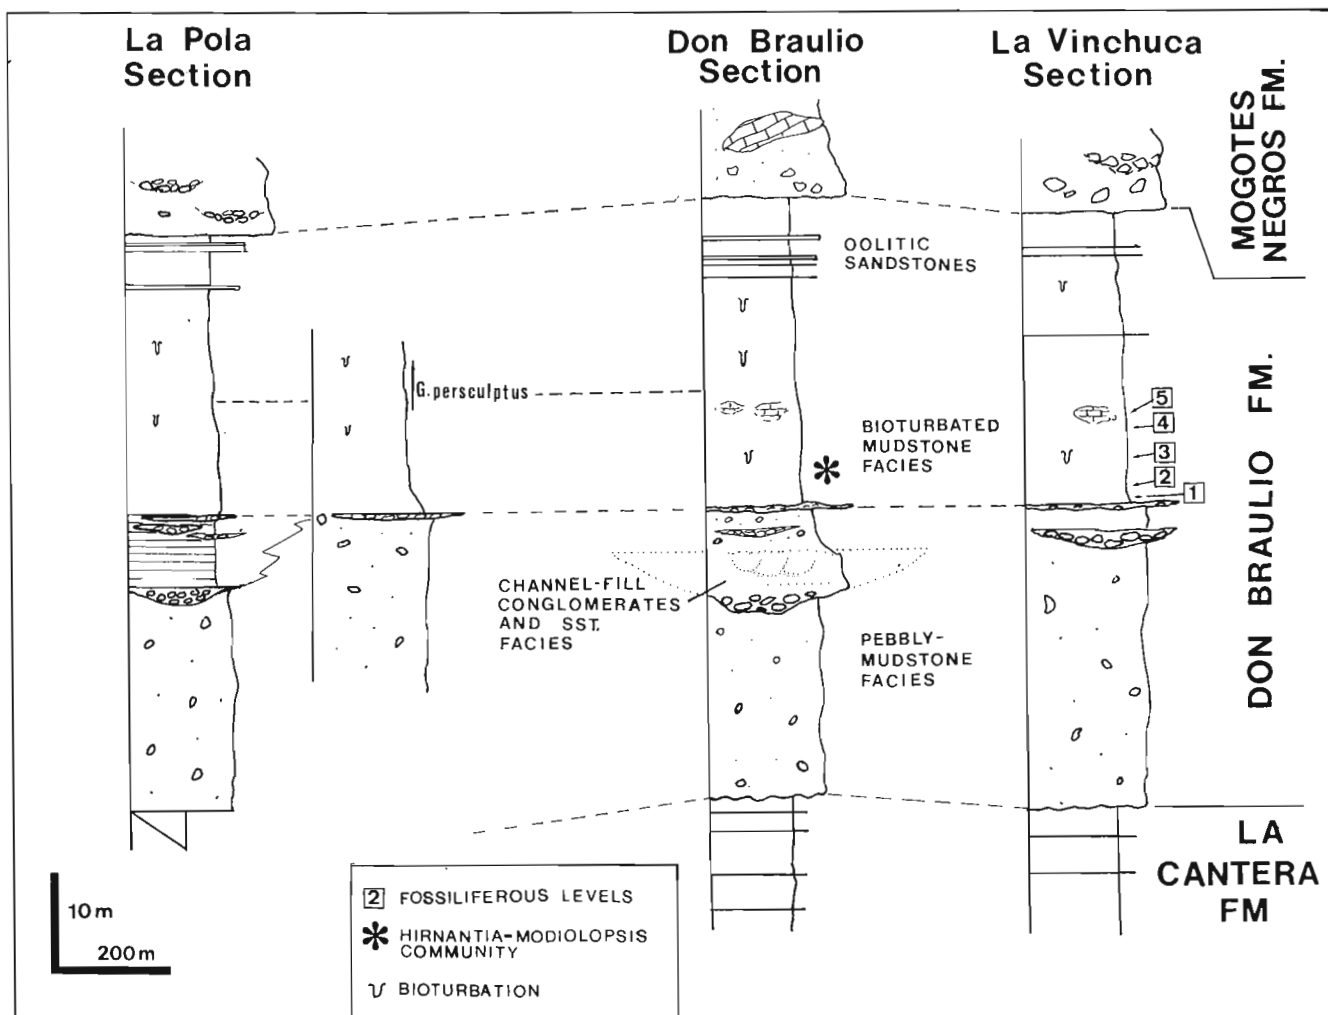 La Pola
Section
Don Braulio
Section
La Vinchuca
Section
MOGOTES
NEGROS FM.
OOLITIC
SANDSTONES
G.persculptus
BIOTURBATED
MUDSTONE
FACIES
5
4
3
2
1
DON BRAULIO FM.
CHANNEL-FILL
CONGLOMERATES
AND SST.
FACIES
PEBBLY-
MUDSTONE
FACIES
LA
CANTERA
FM
10 m
200 m
2 FOSSILIFEROUS LEVELS
HIRNANTIA-MODIOLOPSIS
COMMUNITY
BIOTURBATION